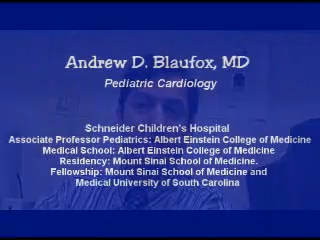 Andrew D. Blaufox, MD
Pediatric Cardiology
Schneider Children's Hospital
Associate Professor Pediatrics: Albert Einstein College of Medicine
Medical School: Albert Einstein College of Medicine
Residency: Mount Sinai School of Medicine.
Fellowship: Mount Sinai School of Medicine and
Medical University of South Carolina